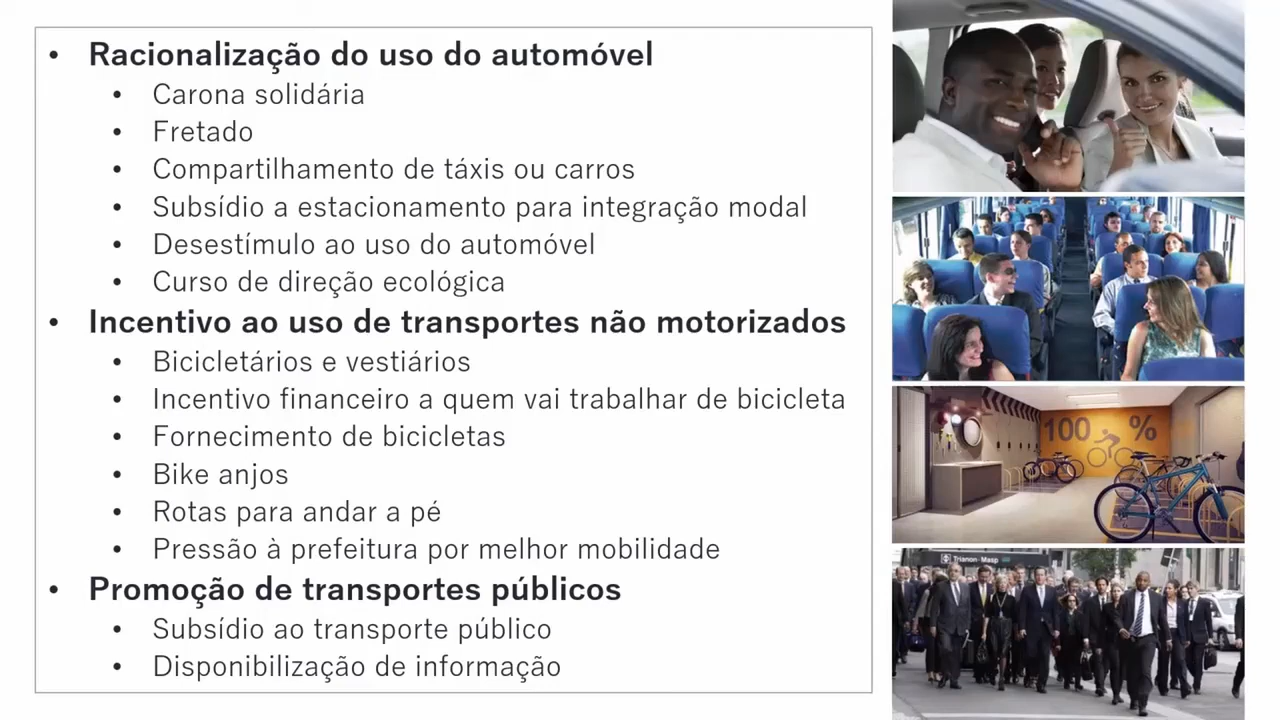 • Racionalização do uso do automóvel
• Carona solidária
• Fretado
• Compartilhamento de táxis ou carros
• Subsídio a estacionamento para integração modal
• Desestímulo ao uso do automóvel
• Curso de direção ecológica
• Incentivo ao uso de transportes não motorizados
• Bicicletários e vestiários
• Incentivo financeiro a quem vai trabalhar de bicicleta
• Fornecimento de bicicletas
• Bike anjos
• Rotas para andar a pé
• Pressão à prefeitura por melhor mobilidade
• Promoção de transportes públicos
• Subsídio ao transporte público
• Disponibilização de informação
100 %
Trianon-Masp